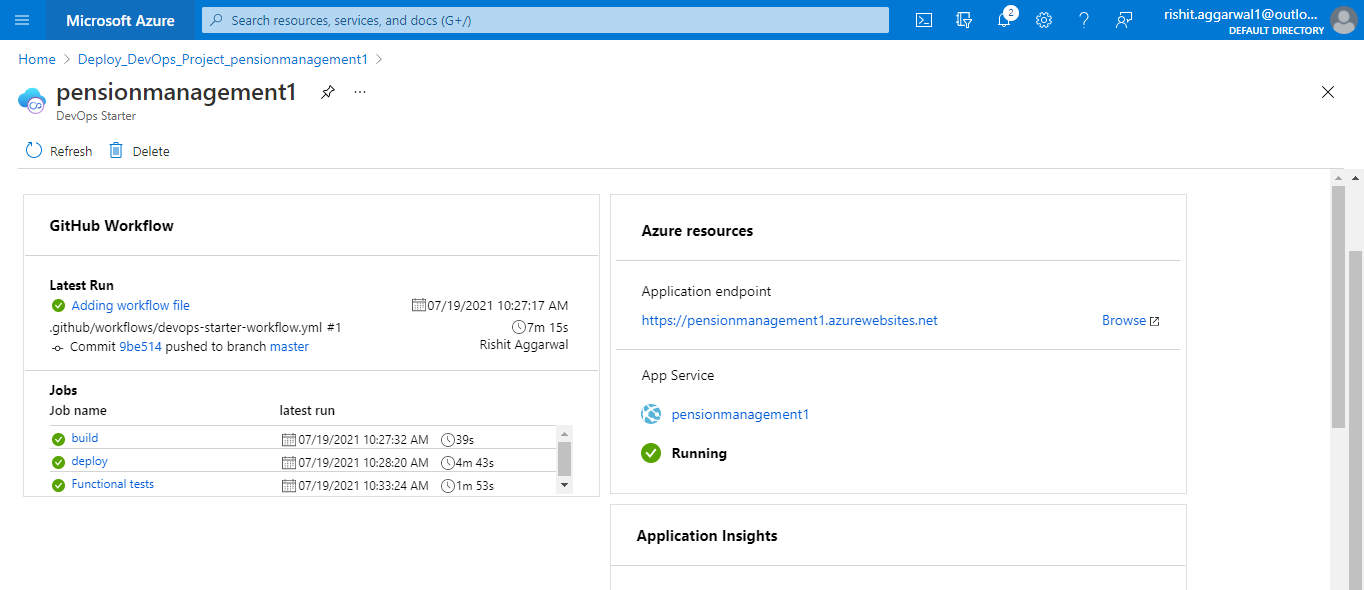 Microsoft Azure
Search resources, services, and docs (G+/)
2
rishit.aggarwal1@outlo...
DEFAULT DIRECTORY
Home > Deploy_DevOps_Project_pensionmanagement1 >
pensionmanagement1 ...
DevOps Starter
Refresh Delete
GitHub Workflow
Latest Run
Adding workflow file 07/19/2021 10:27:17 AM
.github/workflows/devops-starter-workflow.yml #1 7m 15s
Commit 9be514 pushed to branch master Rishit Aggarwal
Jobs
Job name latest run
build 07/19/2021 10:27:32 AM 39s
deploy 07/19/2021 10:28:20 AM 4m 43s
Functional tests 07/19/2021 10:33:24 AM 1m 53s
Azure resources
Application endpoint
https://pensionmanagement1.azurewebsites.net Browse
App Service
pensionmanagement1
Running
Application Insights